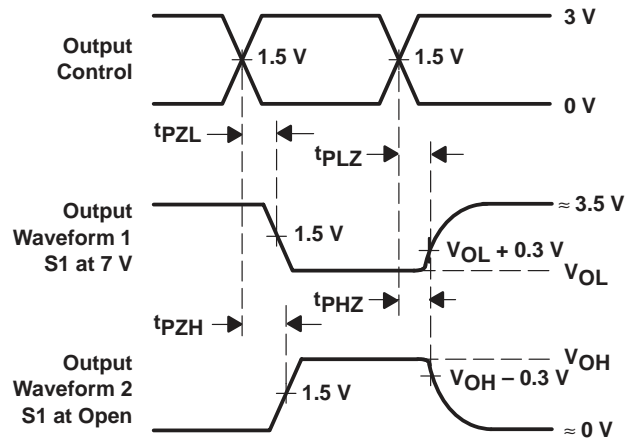 3 V
Output
Control
1.5 V
1.5 V
0 V
tPZL
tPLZ
Output
Waveform 1
S1 at 7 V
≈ 3.5 V
1.5 V
VOL + 0.3 V
VOL
tPZH
tPHZ
Output
Waveform 2
S1 at Open
VOH
1.5 V
VOH – 0.3 V
≈ 0 V